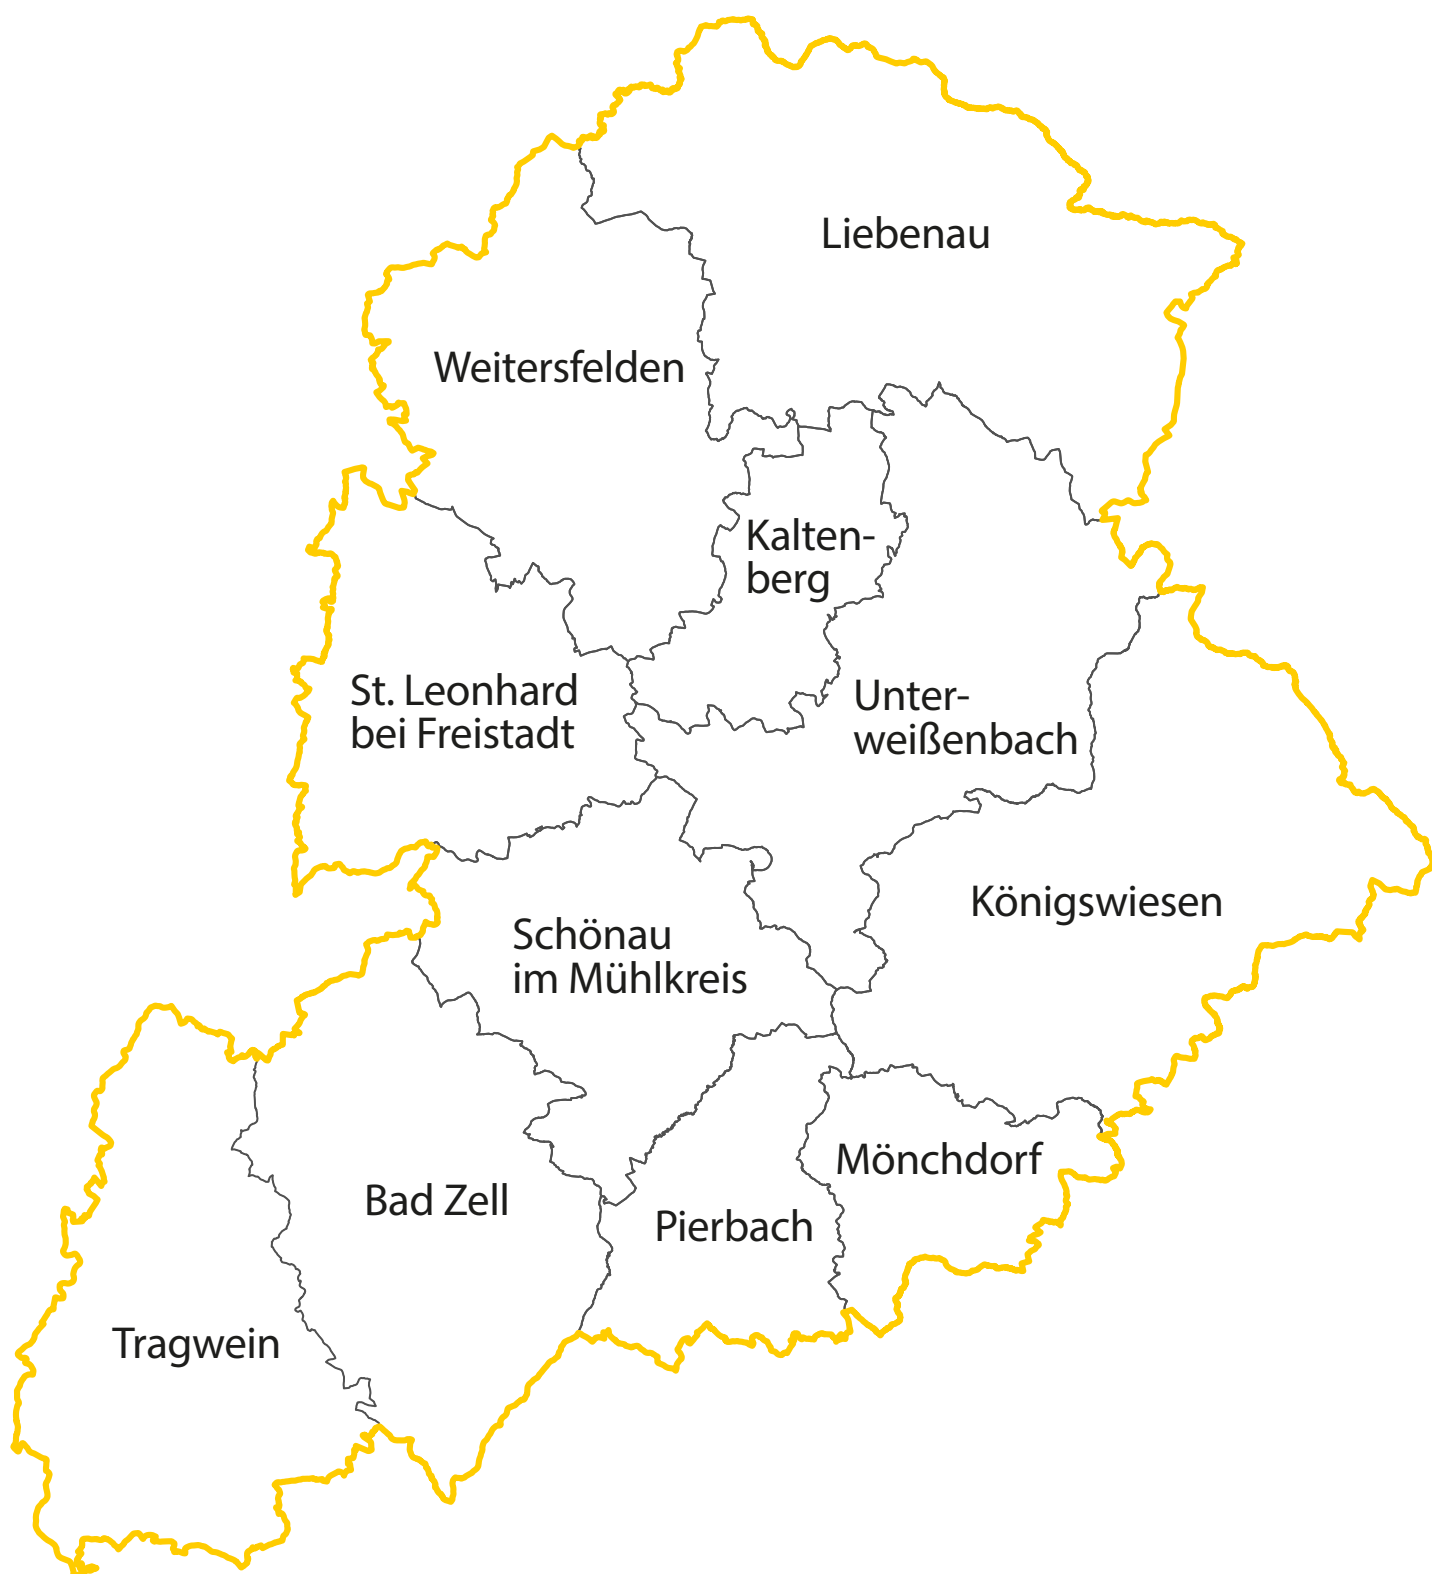 Liebenau
Weitersfelden
Kalten-
berg
St. Leonhard
bei Freistadt
Unter-
weißenbach
Königswiesen
Schönau
im Mühlkreis
Mönchdorf
Bad Zell
Pierbach
Tragwein